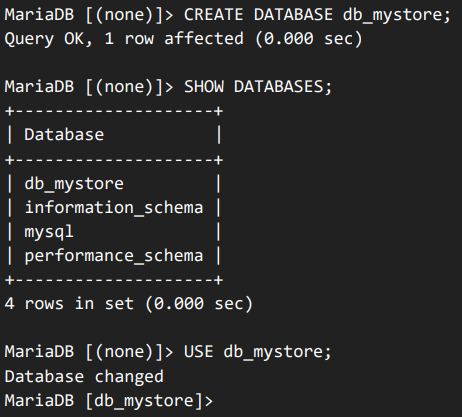 MariaDB [(none)]> CREATE DATABASE db_mystore;
Query OK, 1 row affected (0.000 sec)

MariaDB [(none)]> SHOW DATABASES;
+--------------------+
| Database           |
+--------------------+
| db_mystore         |
| information_schema |
| mysql              |
| performance_schema |
+--------------------+
4 rows in set (0.000 sec)

MariaDB [(none)]> USE db_mystore;
Database changed
MariaDB [db_mystore]>